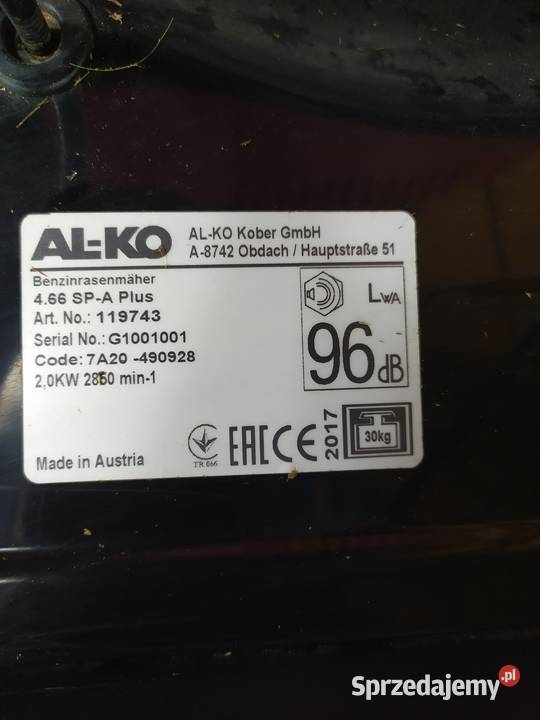 AL-KO
AL-KO Kober GmbH
A-8742 Obdach / Hauptstraße 51
Benzinrasenmäher
4.66 SP-A Plus
Art. No.: 119743
Serial No.: G1001001
Code: 7A20 -490928
2,0KW 2850 min-1
LWA
96 dB
Made in Austria
TR 066
EAC CE
2017
30kg
Sprzedajemy.pl